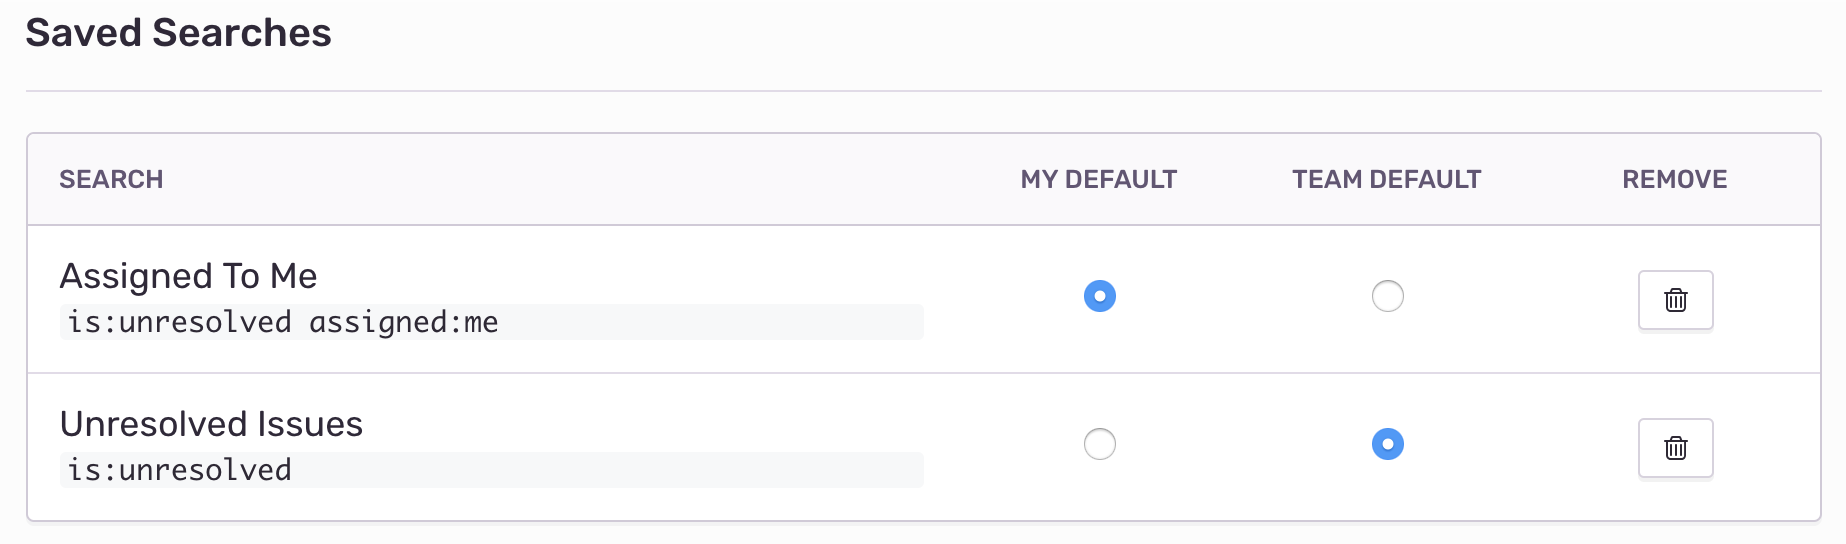 Saved Searches
SEARCH MY DEFAULT TEAM DEFAULT REMOVE
Assigned To Me
is:unresolved assigned:me
Unresolved Issues
is:unresolved